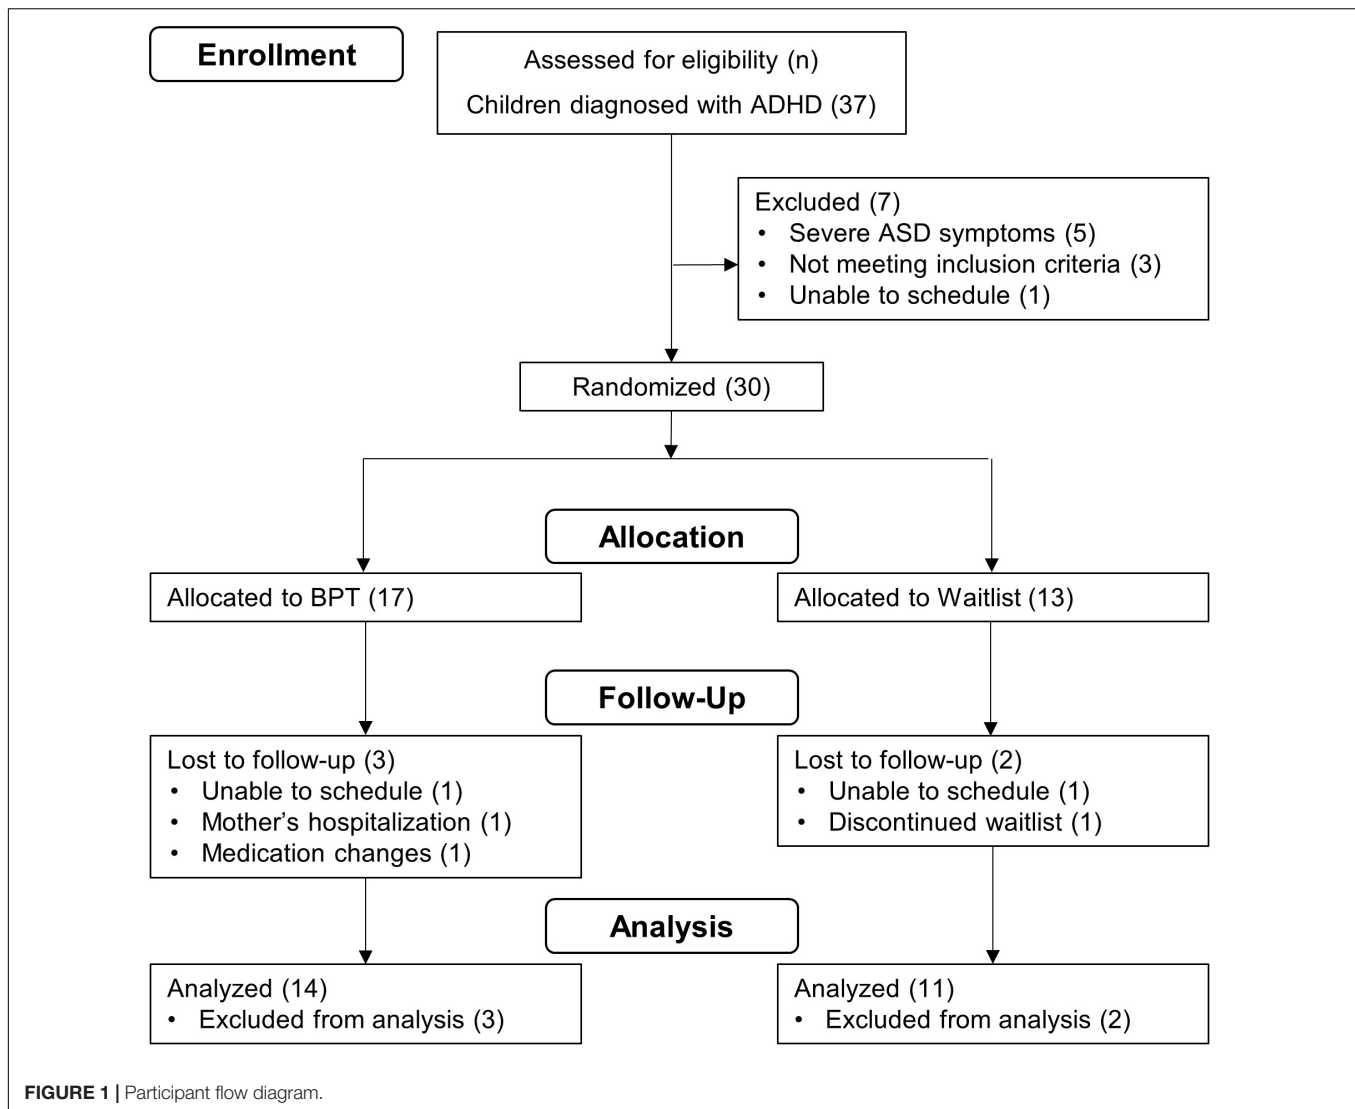 Enrollment
Assessed for eligibility (n)
Children diagnosed with ADHD (37)
Excluded (7)
• Severe ASD symptoms (5)
• Not meeting inclusion criteria (3)
• Unable to schedule (1)
Randomized (30)
Allocation
Allocated to BPT (17)
Allocated to Waitlist (13)
Follow-Up
Lost to follow-up (3)
• Unable to schedule (1)
• Mother’s hospitalization (1)
• Medication changes (1)
Lost to follow-up (2)
• Unable to schedule (1)
• Discontinued waitlist (1)
Analysis
Analyzed (14)
• Excluded from analysis (3)
Analyzed (11)
• Excluded from analysis (2)
FIGURE 1 | Participant flow diagram.